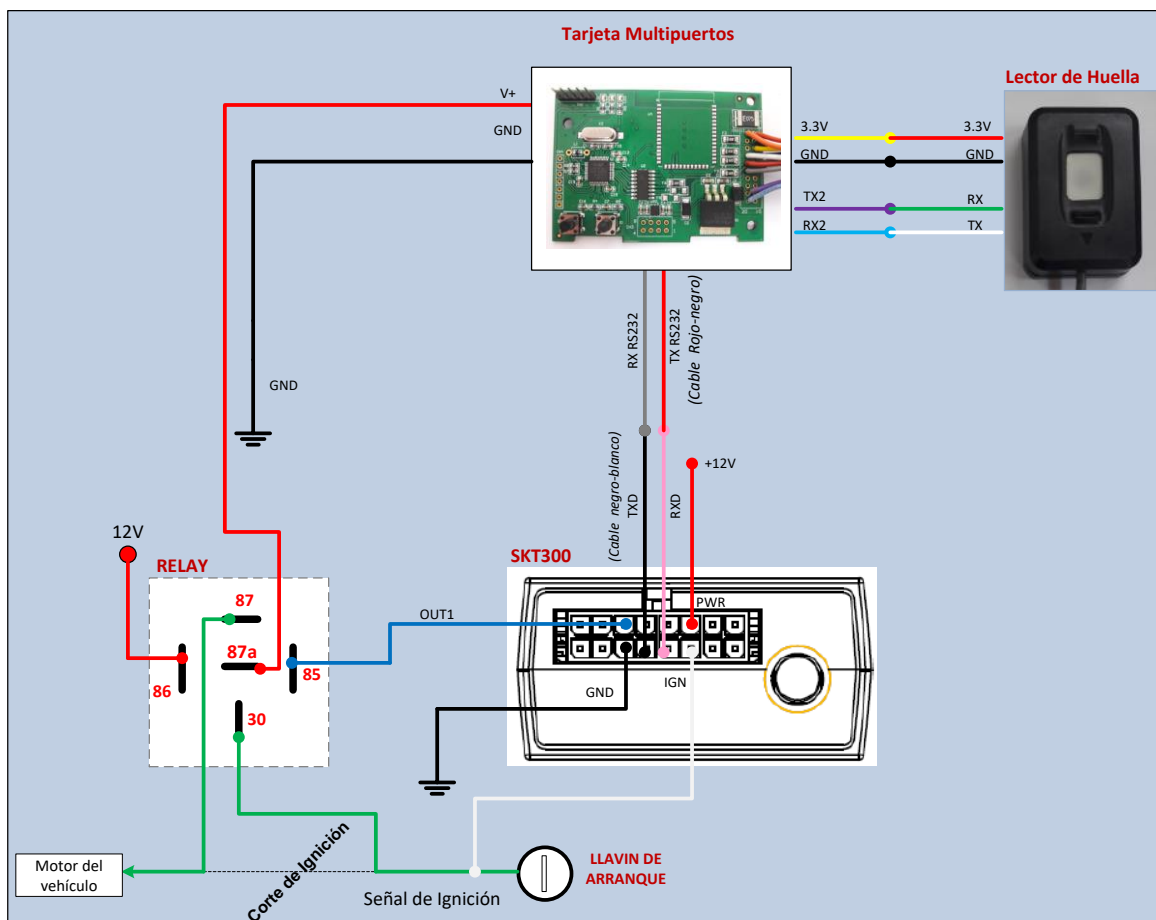 Tarjeta Multipuertos
Lector de Huella
V+
GND
3.3V
3.3V
GND
GND
TX2
RX
RX2
TX
RX RS232
TX RS232
(Cable Rojo-negro)
GND
(Cable negro-blanco)
TXD
RXD
+12V
12V
RELAY
SKT300
87
PWR
OUT1
87a
86
85
GND
IGN
30
Corte de Ignición
Motor del
vehículo
LLAVIN DE
ARRANQUE
Señal de Ignición